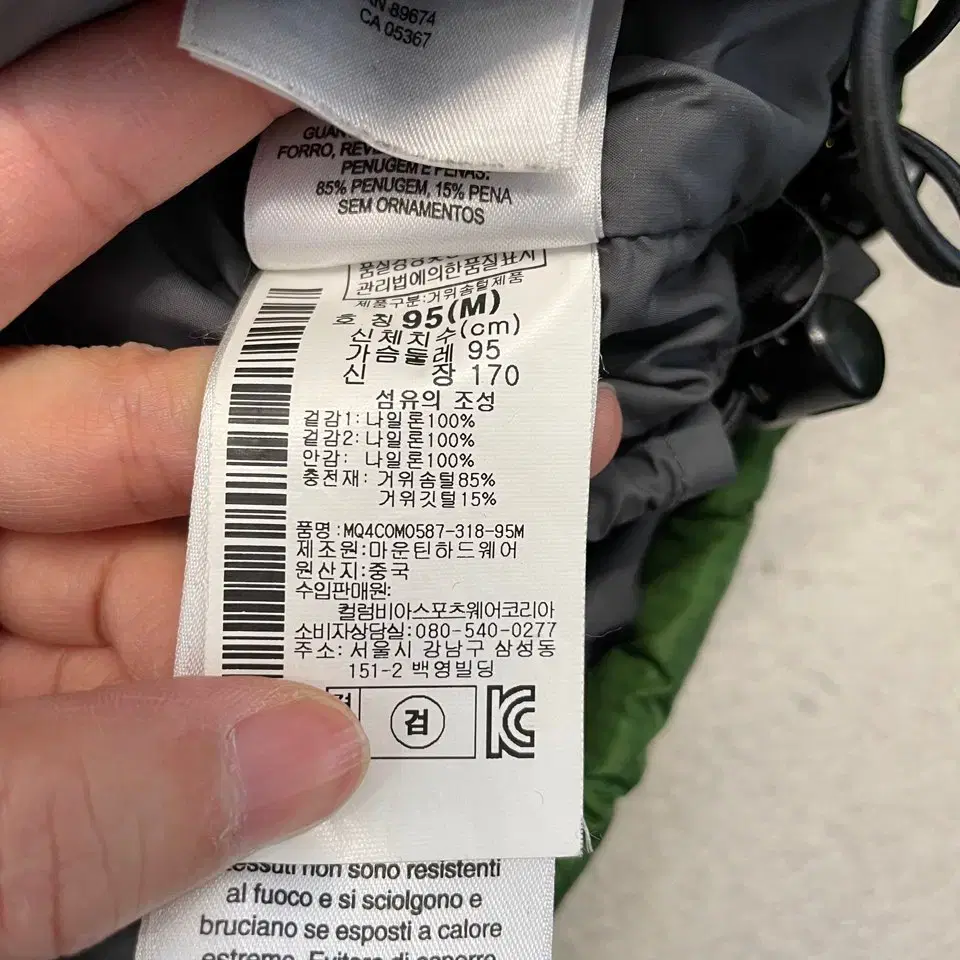 89674
CA 05367
FORRO,
PENUGEM E PENAS:
85% PENUGEM, 15% PENA
SEM ORNAMENTOS
관리법에의한품질표시
제품구분:거위솜털제품
호 칭 95(M)
신체치수(cm)
가슴둘레 95
신 장 170
섬유의 조성
겉감1: 나일론100%
겉감2: 나일론100%
안감: 나일론100%
충전재: 거위솜털85%
거위깃털15%
품명:MQ4COM0587-318-95M
제조원:마운틴하드웨어
원산지:중국
수입판매원:
컬럼비아스포츠웨어코리아
소비자상담실:080-540-0277
주소: 서울시 강남구 삼성동
151-2 백영빌딩
검
KC
non sono resistenti
al fuoco e si sciolgono e
bruciano se esposti a calore